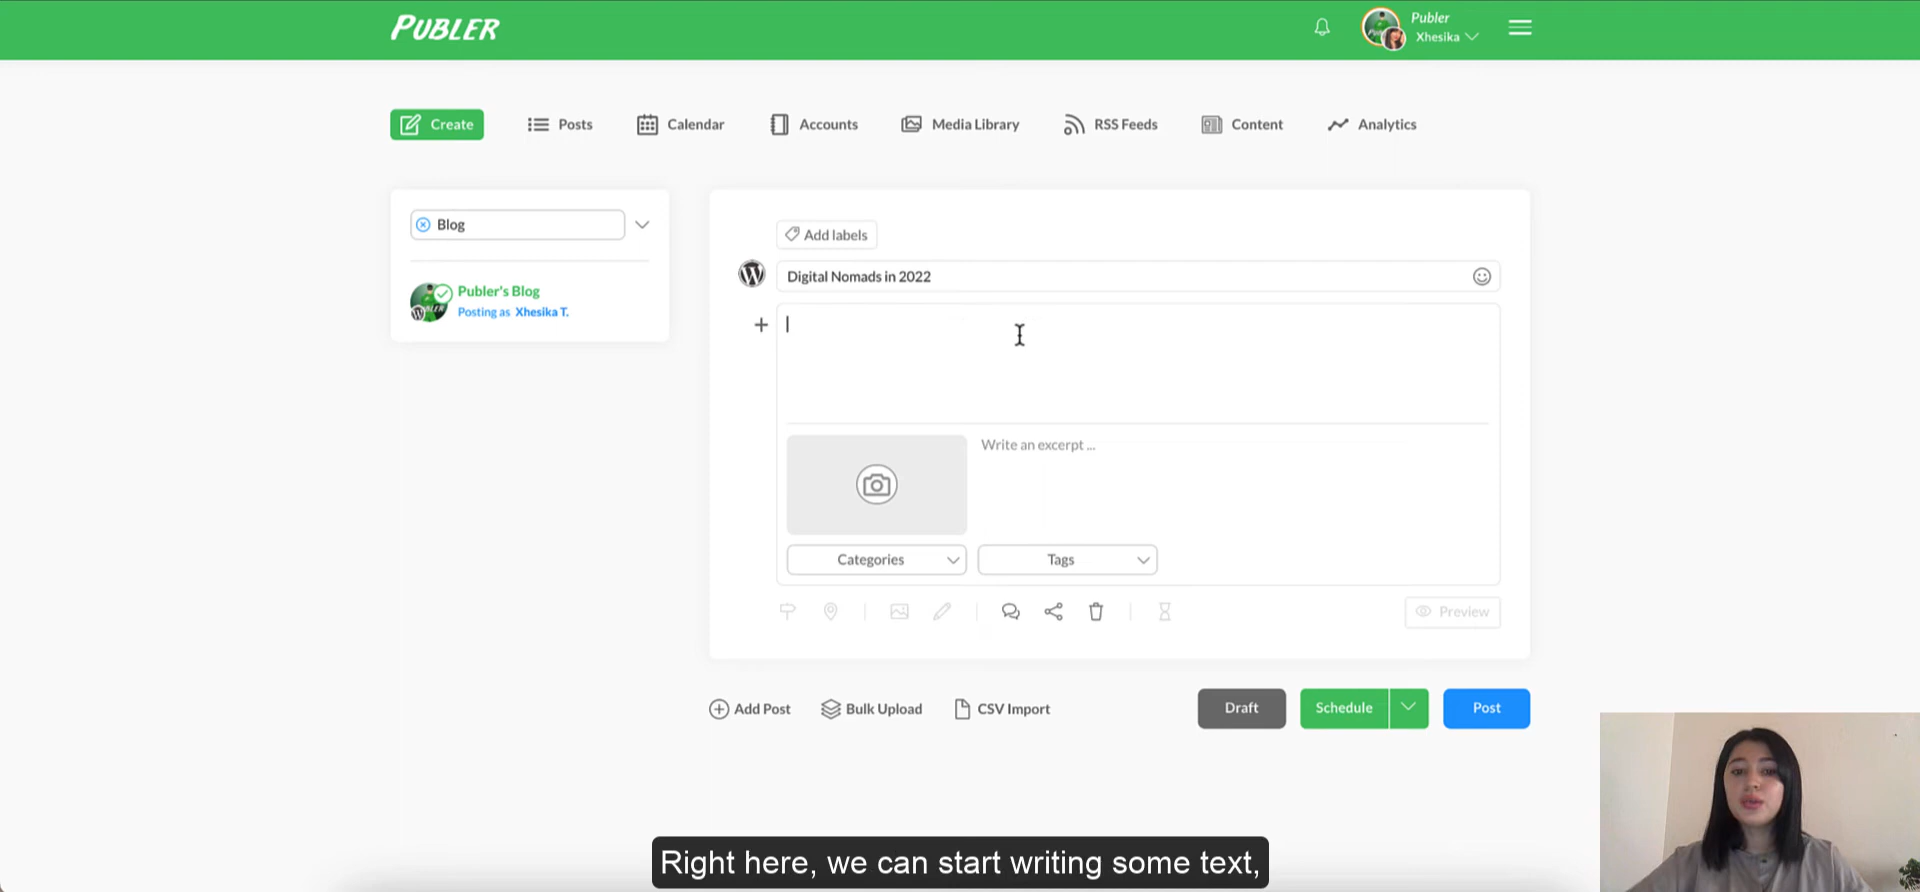 PUBLER
Publer
Xhesika
Create
Posts
Calendar
Accounts
Media Library
RSS Feeds
Content
Analytics
Blog
Publer's Blog
Posting as Xhesika T.
Add labels
Digital Nomads in 2022
Write an excerpt ...
Categories
Tags
Preview
Add Post
Bulk Upload
CSV Import
Draft
Schedule
Post
Right here, we can start writing some text,